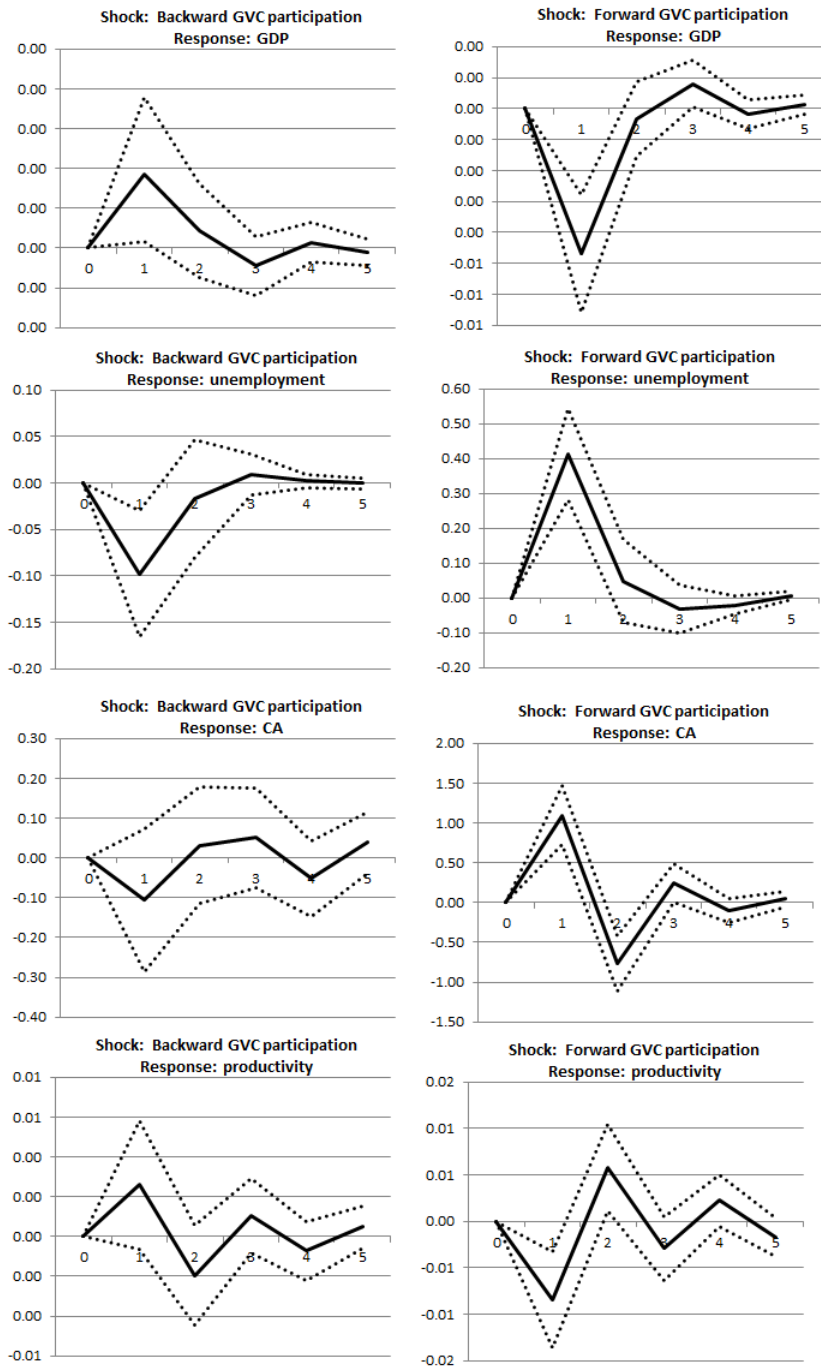 Shock: Backward GVC participation
Response: GDP
0.00
0.00
0.00
0.00
0.00
0.00
0.00
0.00
0 1 2 3 4 5
Shock: Forward GVC participation
Response: GDP
0.00
0.00
0.00
0.00
0.00
0.00
0.00
-0.01
-0.01
-0.01
0 1 2 3 4 5
Shock: Backward GVC participation
Response: unemployment
0.10
0.05
0.00
-0.05
-0.10
-0.15
-0.20
0 1 2 3 4 5
Shock: Forward GVC participation
Response: unemployment
0.60
0.50
0.40
0.30
0.20
0.10
0.00
-0.10
-0.20
0 1 2 3 4 5
Shock: Backward GVC participation
Response: CA
0.30
0.20
0.10
0.00
-0.10
-0.20
-0.30
-0.40
0 1 2 3 4 5
Shock: Forward GVC participation
Response: CA
2.00
1.50
1.00
0.50
0.00
-0.50
-1.00
-1.50
0 1 2 3 4 5
Shock: Backward GVC participation
Response: productivity
0.01
0.01
0.00
0.00
0.00
0.00
0.00
-0.01
0 1 2 3 4 5
Shock: Forward GVC participation
Response: productivity
0.02
0.01
0.01
0.00
-0.01
-0.01
-0.02
0 1 2 3 4 5